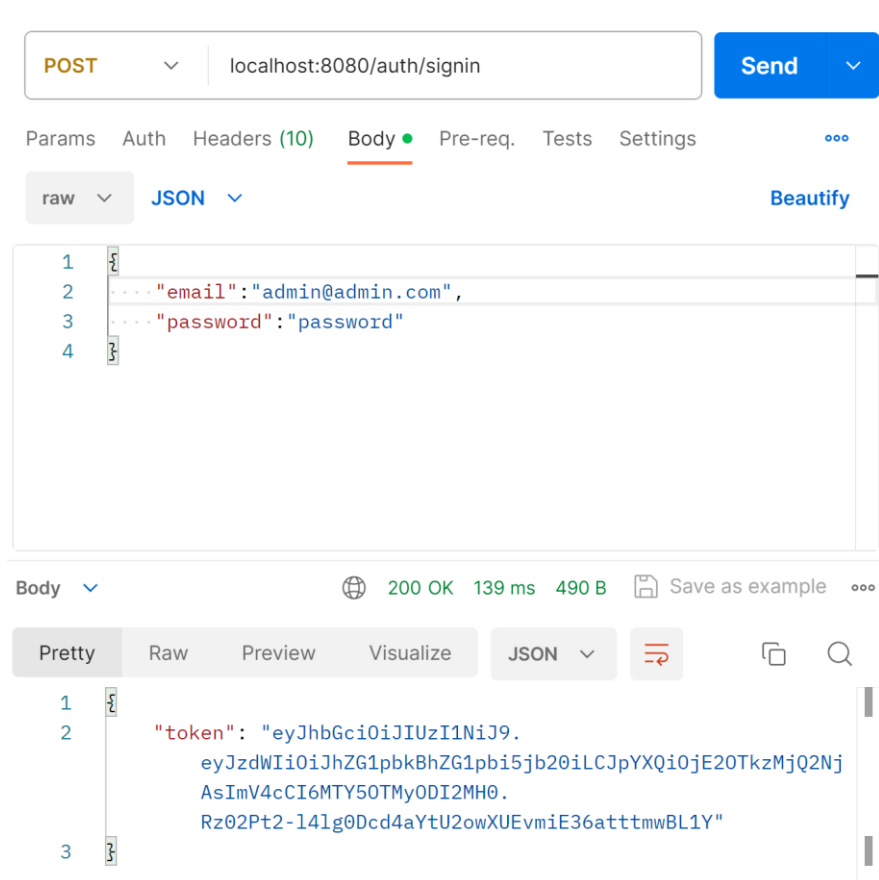 POST localhost:8080/auth/signin Send
Params Auth Headers (10) Body Pre-req. Tests Settings
raw JSON Beautify
1 {
2 "email":"admin@admin.com",
3 "password":"password"
4 }
Body 200 OK 139 ms 490 B Save as example
Pretty Raw Preview Visualize JSON
1 {
2 "token": "eyJhbGciOiJIUzI1NiJ9.
eyJzdWIiOiJhZG1pbkBhZG1pbi5jb20iLCJpYXQiOjE2OTkzMjQ2Nj
AsImV4cCI6MTY5OTMyODI2MH0.
Rz02Pt2-l4lg0Dcd4aYtU2owXUEvmiE36atttmwBL1Y"
3 }